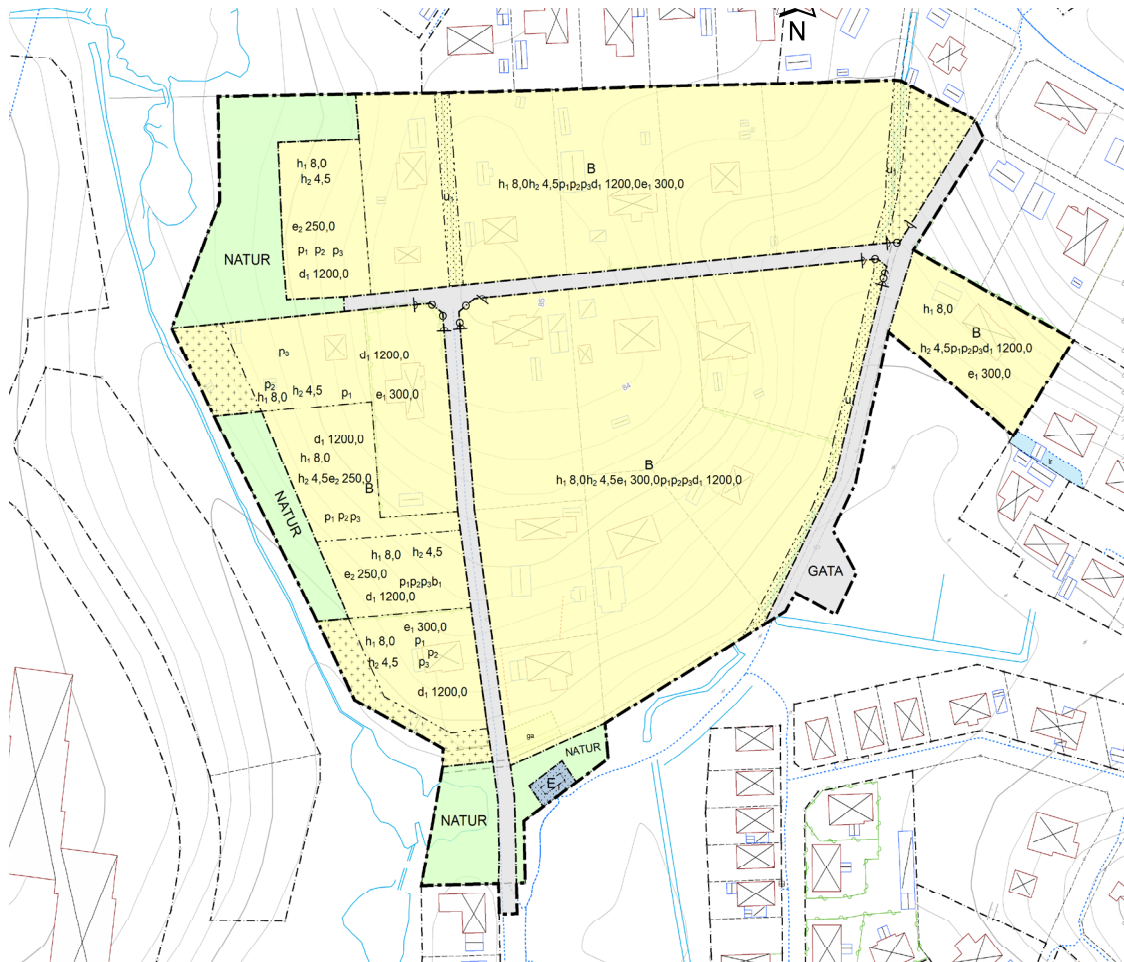 N
h₁ 8,0
h₂ 4,5
e₂ 250,0
p₁ p₂ p₃
d₁ 1200,0
NATUR
B
h₁ 8,0h₂ 4,5p₁p₂p₃d₁ 1200,0e₁ 300,0
u₁
u₁
85
h₁ 8,0
B
h₂ 4,5p₁p₂p₃d₁ 1200,0
e₁ 300,0
p₃
d₁ 1200,0
p₂
h₁ 8,0
h₂ 4,5
p₁
e₁ 300,0
84
d₁ 1200,0
h₁ 8,0
h₂ 4,5e₂ 250,0
B
p₁ p₂p₃
NATUR
B
h₁ 8,0h₂ 4,5e₁ 300,0p₁p₂p₃d₁ 1200,0
h₁ 8,0
h₂ 4,5
e₂ 250,0
p₁p₂p₃b₁
d₁ 1200,0
GATA
e₁ 300,0
h₁ 8,0
p₁
p₂
h₂ 4,5
p₃
d₁ 1200,0
ga
NATUR
E
NATUR